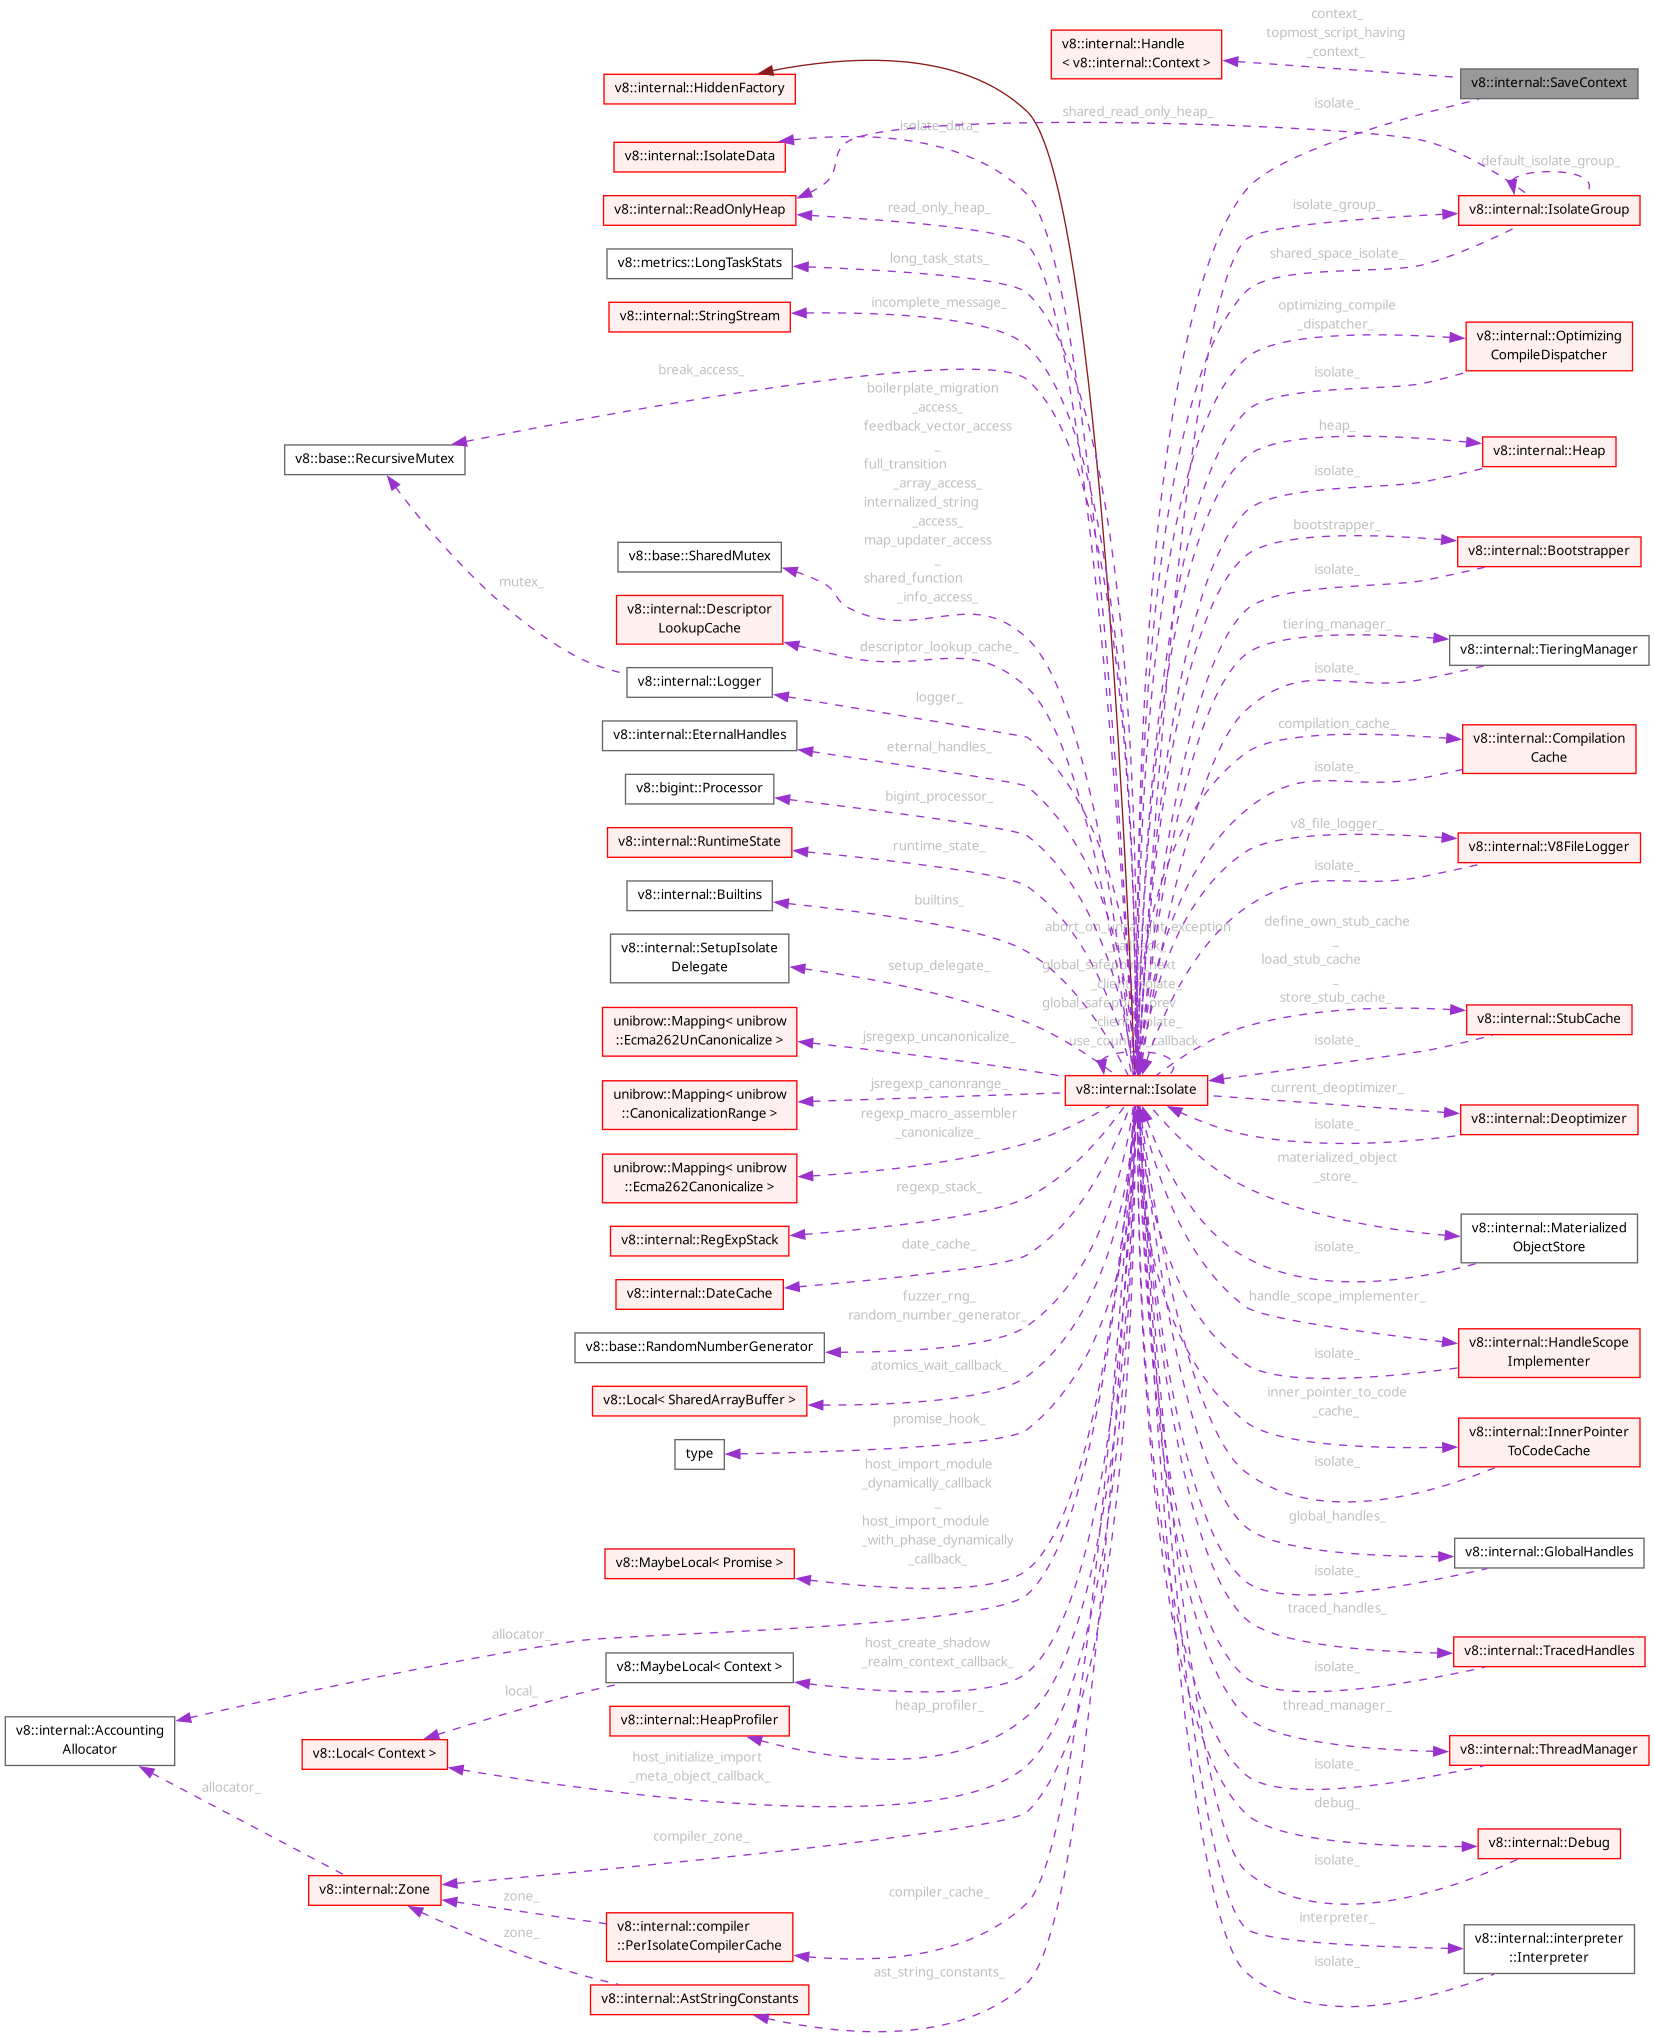 context_
topmost_script_having
_context_
v8::internal::Handle
< v8::internal::Context >
v8::internal::SaveContext
v8::internal::HiddenFactory
isolate_
shared_read_only_heap_
isolate_data_
v8::internal::IsolateData
default_isolate_group_
v8::internal::ReadOnlyHeap
read_only_heap_
isolate_group_
v8::internal::IsolateGroup
v8::metrics::LongTaskStats
long_task_stats_
shared_space_isolate_
v8::internal::StringStream
incomplete_message_
optimizing_compile
_dispatcher_
v8::internal::Optimizing
CompileDispatcher
break_access_
isolate_
boilerplate_migration
_access_
feedback_vector_access
_
full_transition
_array_access_
internalized_string
_access_
map_updater_access
_
shared_function
_info_access_
heap_
v8::internal::Heap
v8::base::RecursiveMutex
isolate_
bootstrapper_
v8::internal::Bootstrapper
v8::base::SharedMutex
isolate_
mutex_
v8::internal::Descriptor
LookupCache
tiering_manager_
v8::internal::TieringManager
descriptor_lookup_cache_
isolate_
v8::internal::Logger
logger_
compilation_cache_
v8::internal::Compilation
Cache
v8::internal::EternalHandles
eternal_handles_
isolate_
v8::bigint::Processor
bigint_processor_
v8_file_logger_
v8::internal::V8FileLogger
v8::internal::RuntimeState
runtime_state_
isolate_
v8::internal::Builtins
builtins_
abort_on_uncaught_exception
_callback_
global_safepoint_next
_client_isolate_
global_safepoint_prev
_client_isolate_
use_counter_callback_
define_own_stub_cache
_
load_stub_cache
_
store_stub_cache_
v8::internal::SetupIsolate
Delegate
setup_delegate_
v8::internal::StubCache
unibrow::Mapping< unibrow
::Ecma262UnCanonicalize >
jsregexp_uncanonicalize_
isolate_
v8::internal::Isolate
unibrow::Mapping< unibrow
::CanonicalizationRange >
jsregexp_canonrange_
current_deoptimizer_
v8::internal::Deoptimizer
regexp_macro_assembler
_canonicalize_
isolate_
unibrow::Mapping< unibrow
::Ecma262Canonicalize >
materialized_object
_store_
regexp_stack_
v8::internal::RegExpStack
v8::internal::Materialized
ObjectStore
date_cache_
isolate_
v8::internal::DateCache
fuzzer_rng_
random_number_generator_
handle_scope_implementer_
v8::base::RandomNumberGenerator
v8::internal::HandleScope
Implementer
atomics_wait_callback_
isolate_
v8::Local< SharedArrayBuffer >
inner_pointer_to_code
_cache_
promise_hook_
type
v8::internal::InnerPointer
ToCodeCache
isolate_
host_import_module
_dynamically_callback
_
host_import_module
_with_phase_dynamically
_callback_
global_handles_
v8::internal::GlobalHandles
v8::MaybeLocal< Promise >
isolate_
traced_handles_
allocator_
host_create_shadow
_realm_context_callback_
v8::internal::TracedHandles
v8::MaybeLocal< Context >
isolate_
local_
heap_profiler_
thread_manager_
v8::internal::Accounting
Allocator
v8::internal::HeapProfiler
v8::Local< Context >
v8::internal::ThreadManager
host_initialize_import
_meta_object_callback_
isolate_
allocator_
debug_
compiler_zone_
v8::internal::Debug
isolate_
v8::internal::Zone
zone_
compiler_cache_
v8::internal::compiler
::PerIsolateCompilerCache
interpreter_
zone_
v8::internal::interpreter
::Interpreter
isolate_
ast_string_constants_
v8::internal::AstStringConstants